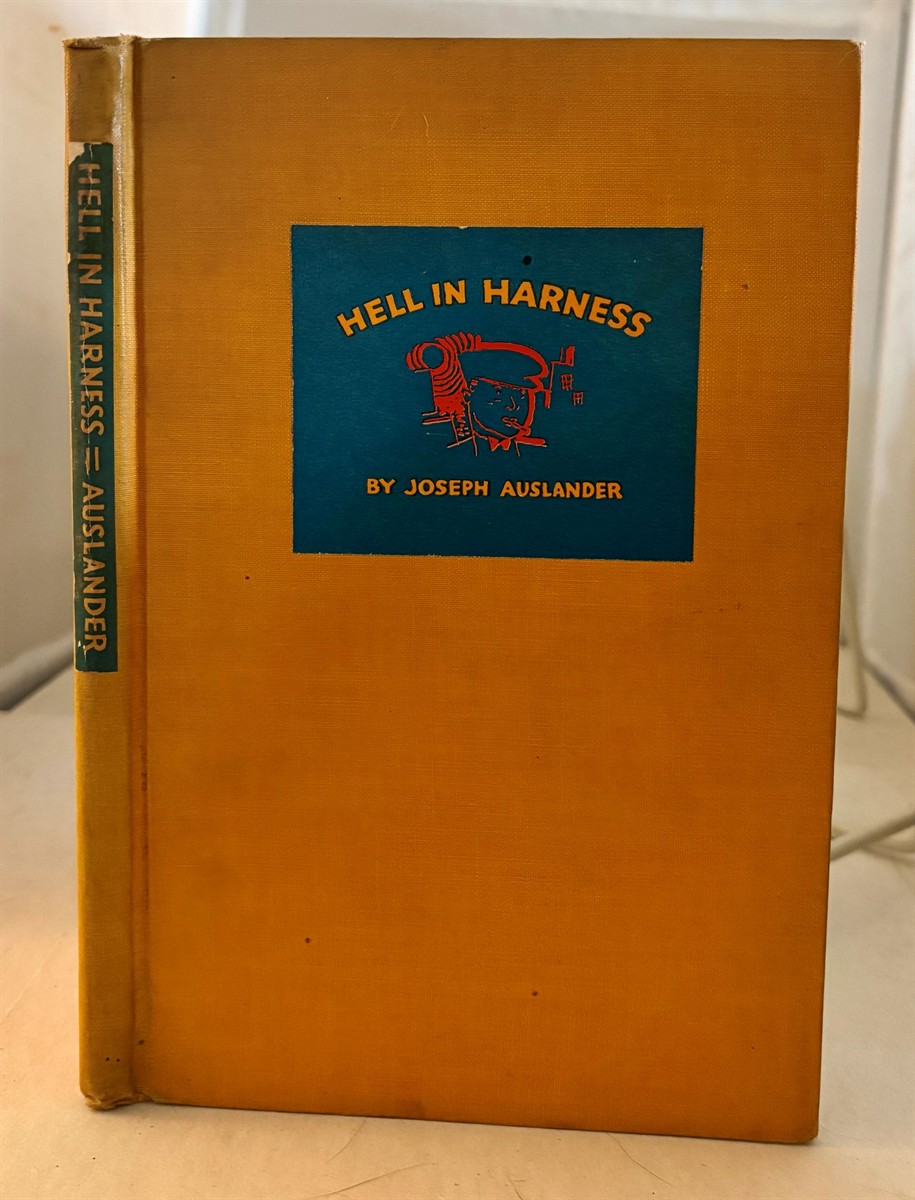 HELL IN HARNESS = AUSLANDER
HELL IN HARNESS
BY JOSEPH AUSLANDER